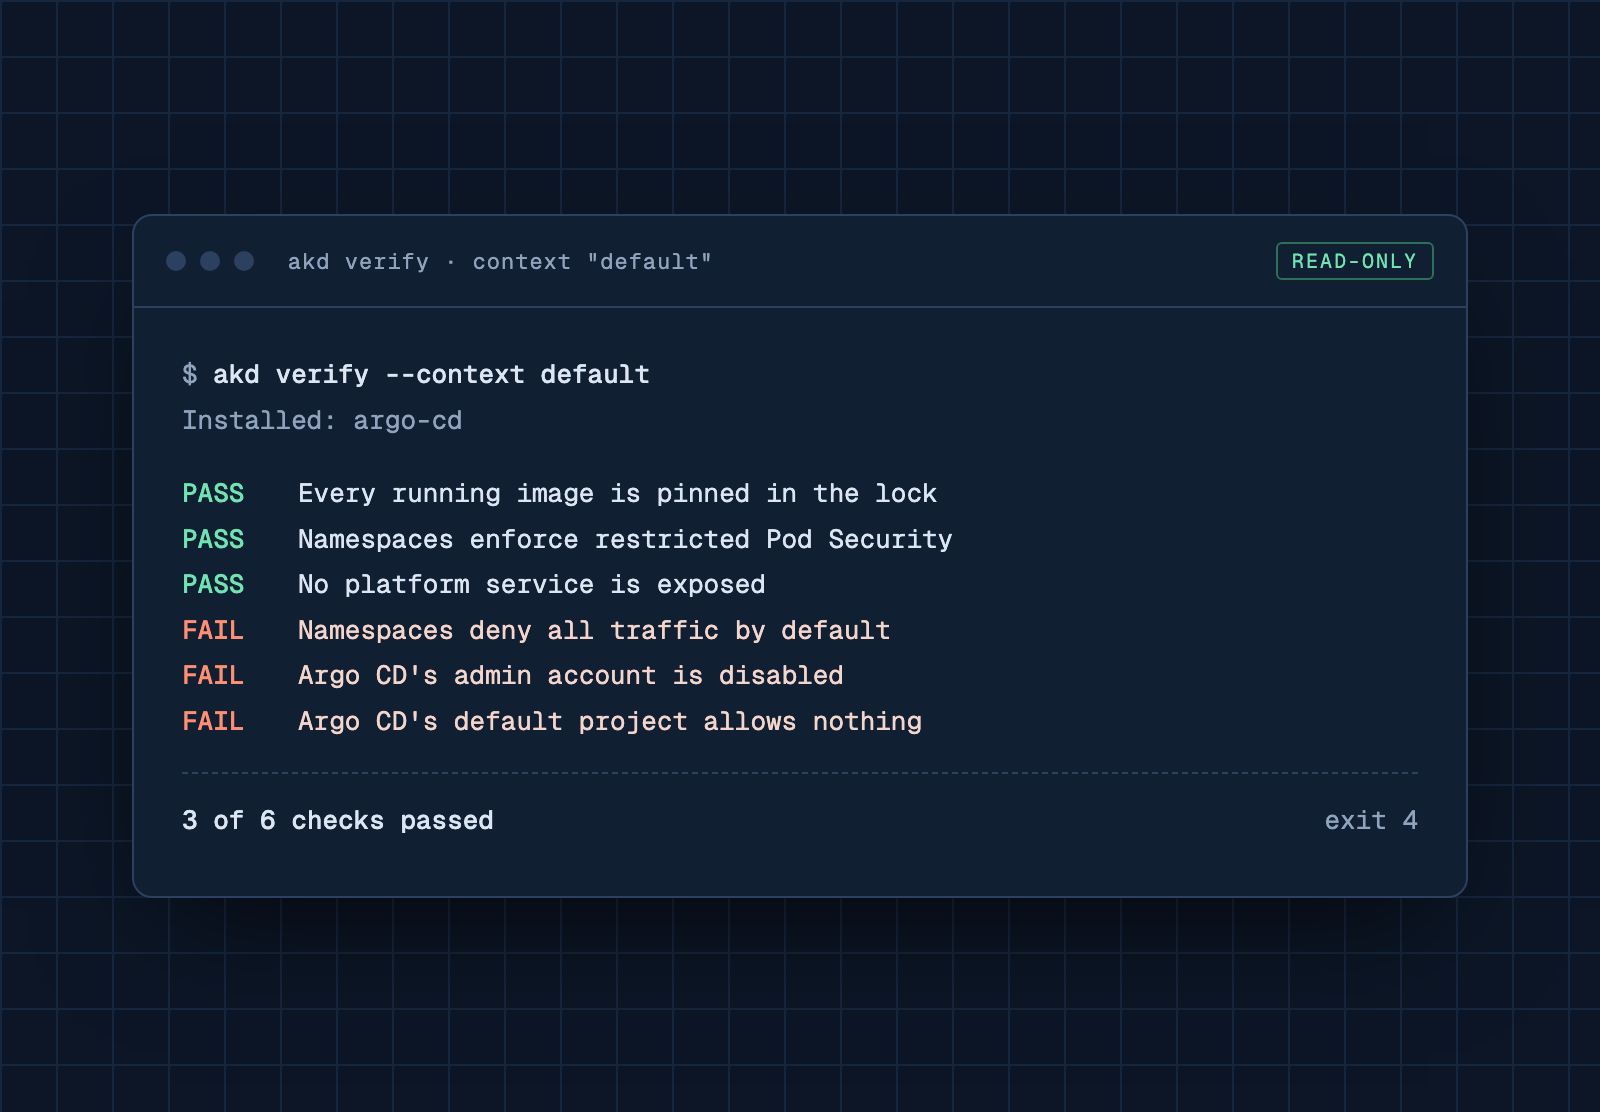 akd verify · context "default"
READ-ONLY
$ akd verify --context default
Installed: argo-cd
PASS Every running image is pinned in the lock
PASS Namespaces enforce restricted Pod Security
PASS No platform service is exposed
FAIL Namespaces deny all traffic by default
FAIL Argo CD's admin account is disabled
FAIL Argo CD's default project allows nothing
3 of 6 checks passed
exit 4